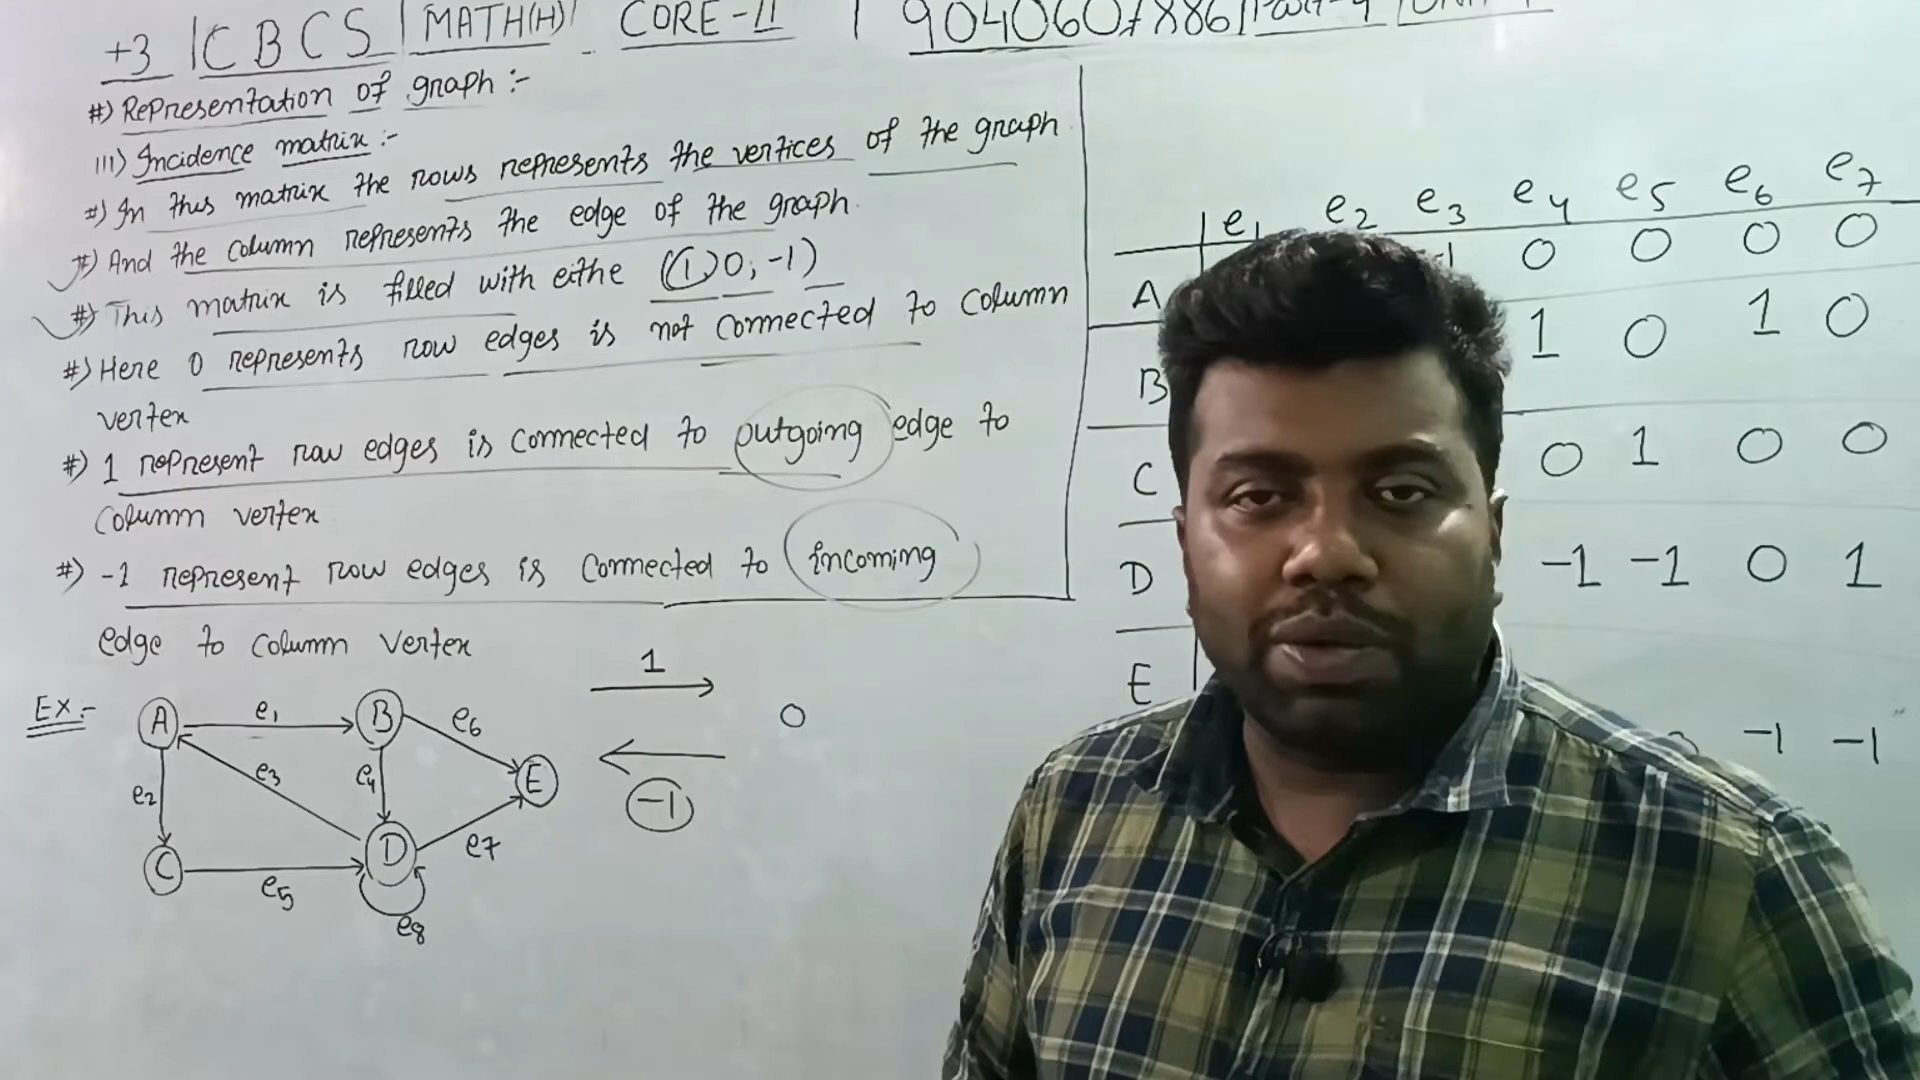 +3 | C B C S | MATH(H) CORE-II | 9040607886 |
#) Representation of graph :-
III) Incidence matrix :-
#) In this matrix the rows represents the vertices of the graph
#) And the column represents the edge of the graph.
#) This matrix is filled with eithe (1, 0, -1)
#) Here 0 represents row edges is not connected to column
vertex
#) 1 represent row edges is connected to outgoing edge to
column vertex
#) -1 represent row edges is connected to incoming
edge to column vertex
EX:-
A e1 B e6
e2 e3 e4 E
C e5 D e7
e8
1
0
-1
e1 e2 e3 e4 e5 e6 e7
A -1 0 0 0 0
B 1 0 1 0
C 0 1 0 0
D -1 -1 0 1
E -1 -1